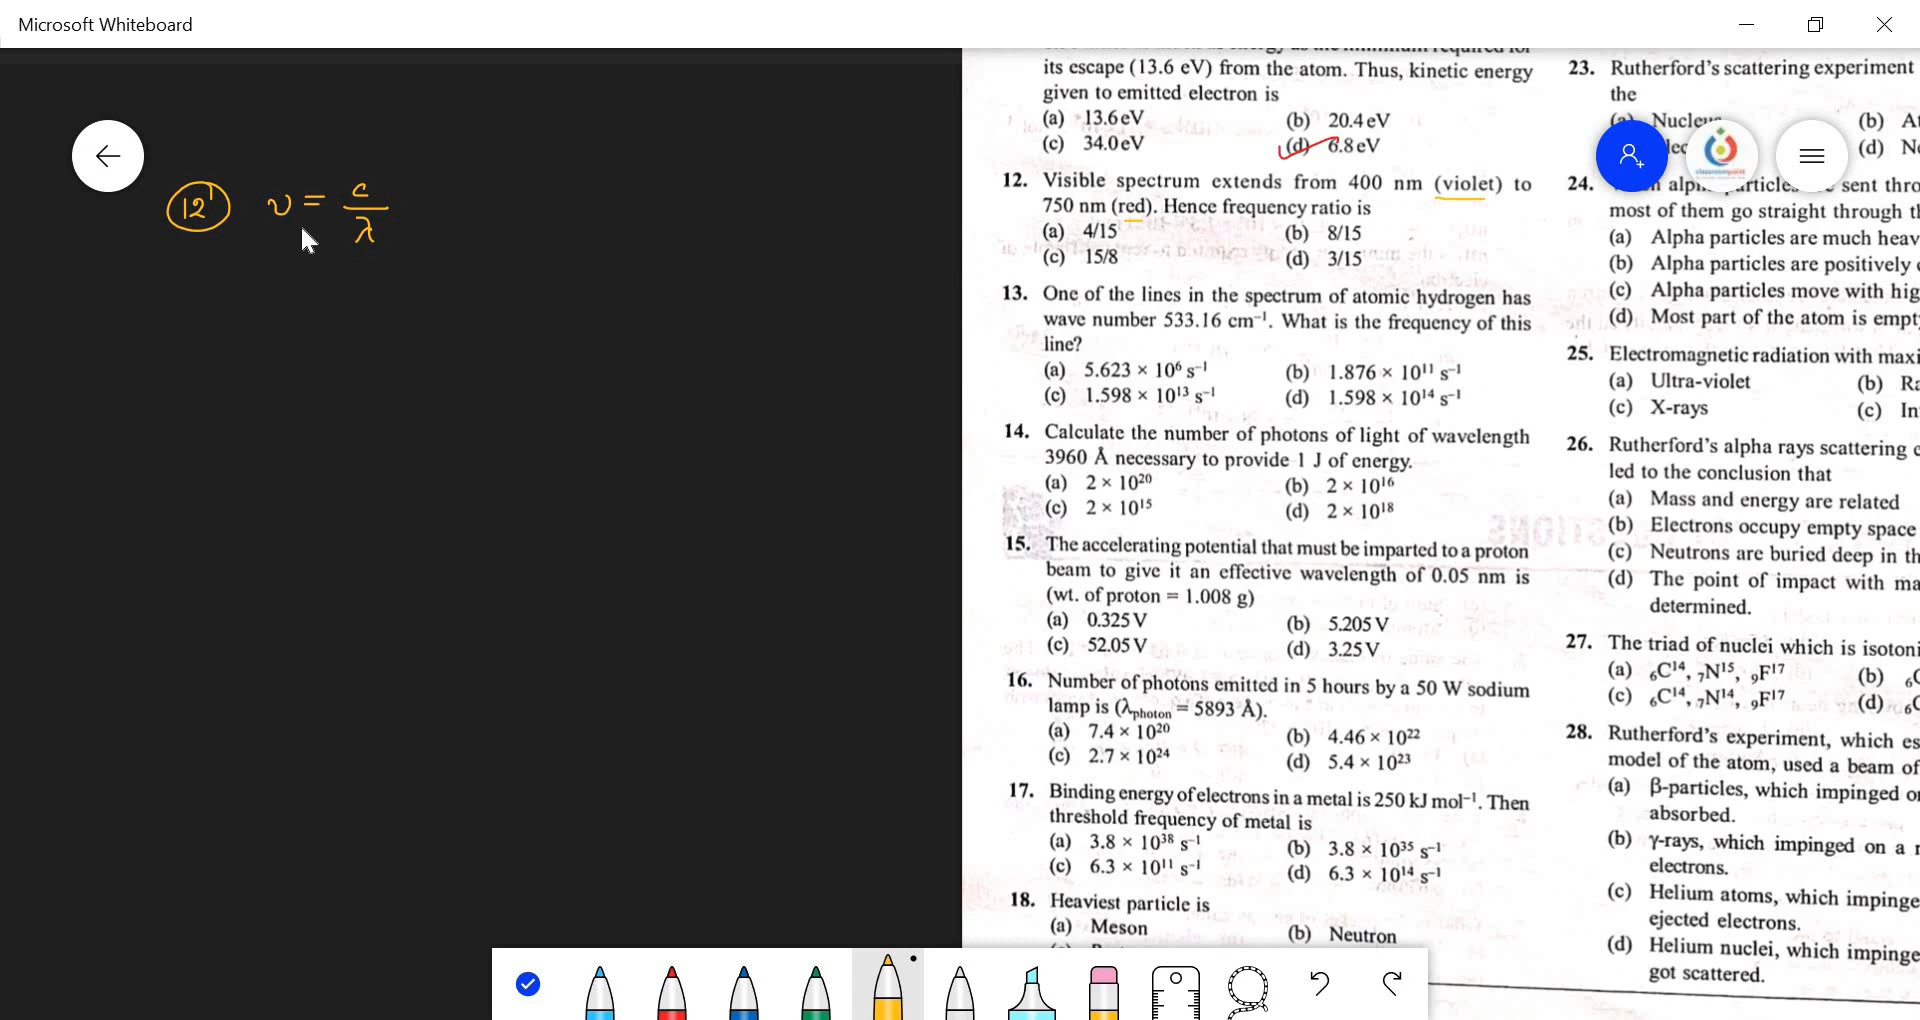 Microsoft Whiteboard
12
ν = c/λ
its escape (13.6 eV) from the atom. Thus, kinetic energy
given to emitted electron is
(a) 13.6 eV (b) 20.4 eV
(c) 34.0 eV (d) 6.8 eV
12. Visible spectrum extends from 400 nm (violet) to
750 nm (red). Hence frequency ratio is
(a) 4/15 (b) 8/15
(c) 15/8 (d) 3/15
13. One of the lines in the spectrum of atomic hydrogen has
wave number 533.16 cm⁻¹. What is the frequency of this
line?
(a) 5.623 × 10⁶ s⁻¹ (b) 1.876 × 10¹¹ s⁻¹
(c) 1.598 × 10¹³ s⁻¹ (d) 1.598 × 10¹⁴ s⁻¹
14. Calculate the number of photons of light of wavelength
3960 Å necessary to provide 1 J of energy.
(a) 2 × 10²⁰ (b) 2 × 10¹⁶
(c) 2 × 10¹⁵ (d) 2 × 10¹⁸
15. The accelerating potential that must be imparted to a proton
beam to give it an effective wavelength of 0.05 nm is
(wt. of proton = 1.008 g)
(a) 0.325 V (b) 5.205 V
(c) 52.05 V (d) 3.25 V
16. Number of photons emitted in 5 hours by a 50 W sodium
lamp is (λphoton = 5893 Å).
(a) 7.4 × 10²⁰ (b) 4.46 × 10²²
(c) 2.7 × 10²⁴ (d) 5.4 × 10²³
17. Binding energy of electrons in a metal is 250 kJ mol⁻¹. Then
threshold frequency of metal is
(a) 3.8 × 10³⁸ s⁻¹ (b) 3.8 × 10³⁵ s⁻¹
(c) 6.3 × 10¹¹ s⁻¹ (d) 6.3 × 10¹⁴ s⁻¹
18. Heaviest particle is
(a) Meson (b) Neutron
23. Rutherford's scattering experiment
the
(a) (b)
(d)
24. sent
most of them go straight through
(a) Alpha particles are much
(b) Alpha particles are positively
(c) Alpha particles move with
(d) Most part of the atom is
25. Electromagnetic radiation with
(a) Ultra-violet (b)
(c) X-rays (c)
26. Rutherford's alpha rays scattering
led to the conclusion that
(a) Mass and energy are related
(b) Electrons occupy empty space
(c) Neutrons are buried deep in
(d) The point of impact with
determined.
27. The triad of nuclei which is
(a) ₆C¹⁴, ₇N¹⁵, ₉F¹⁷ (b)
(c) ₆C¹⁴, ₇N¹⁴, ₉F¹⁷ (d)
28. Rutherford's experiment, which
model of the atom, used a beam of
(a) β-particles, which impinged
absorbed.
(b) γ-rays, which impinged on a
electrons.
(c) Helium atoms, which
ejected electrons.
(d) Helium nuclei, which
got scattered.